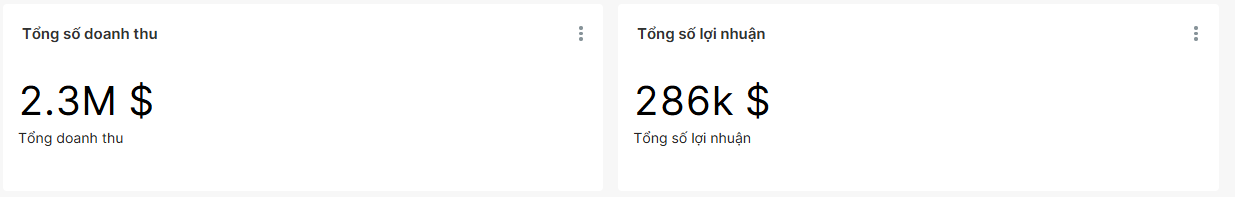 Tổng số doanh thu
2.3M $
Tổng doanh thu
Tổng số lợi nhuận
286k $
Tổng số lợi nhuận